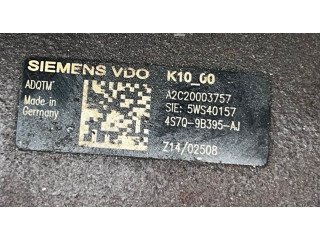 SIEMENS VDO K10_00
ADQTM A2C20003757
Made in SIE: 5WS40157
Germany 4S7Q-9B395-AJ
Z14/02508